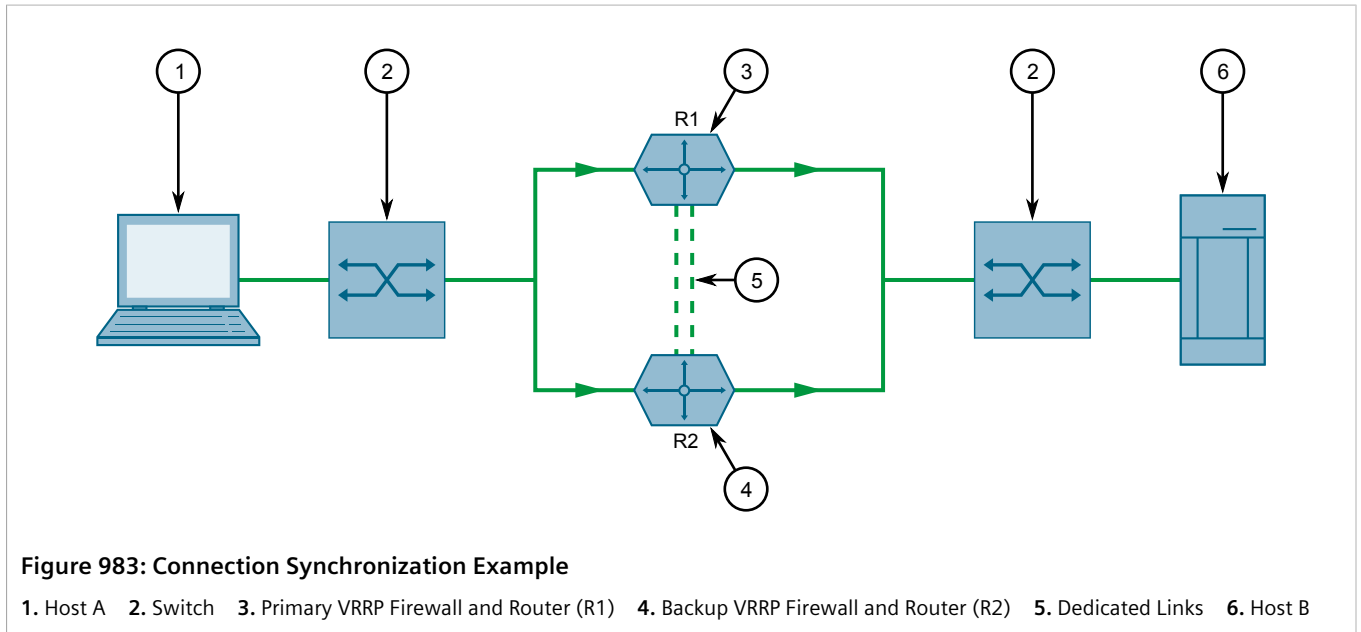 1
2
3
2
6
R1
5
R2
4
Figure 983: Connection Synchronization Example
1. Host A 2. Switch 3. Primary VRRP Firewall and Router (R1) 4. Backup VRRP Firewall and Router (R2) 5. Dedicated Links 6. Host B